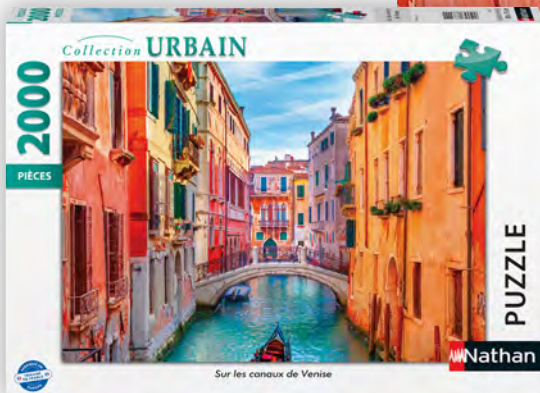 Collection URBAIN
2000
PIÈCES
PUZZLE
Nathan
Sur les canaux de Venise